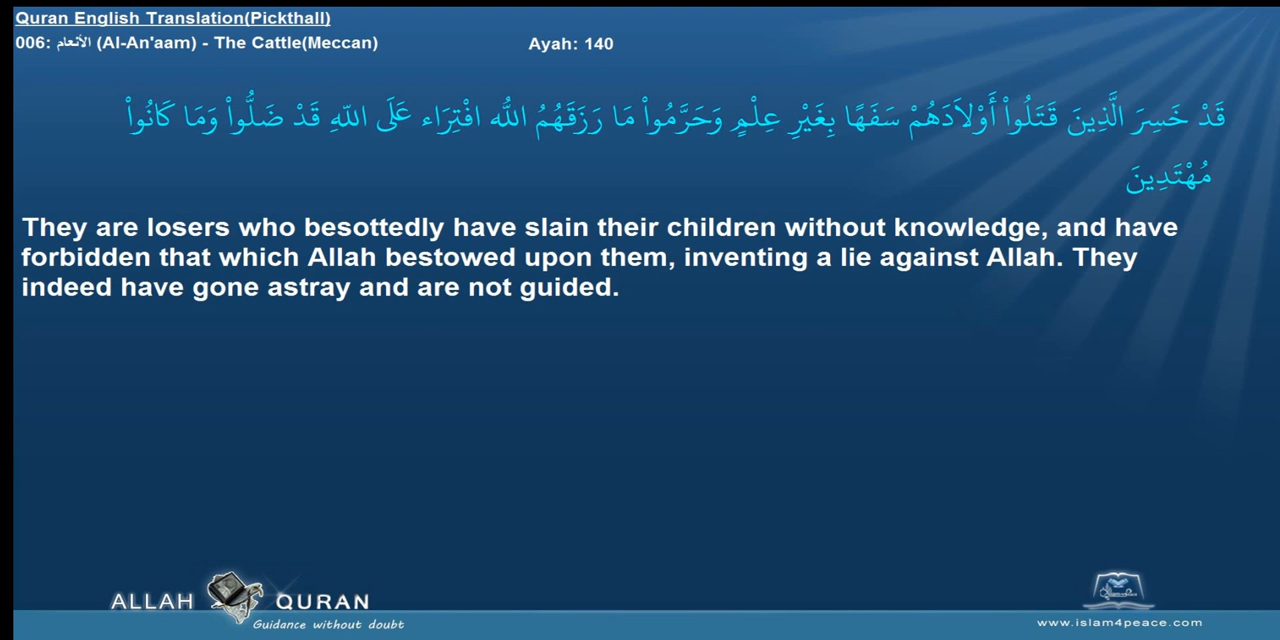 Quran English Translation(Pickthall)
006: الأنعام (Al-An'aam) - The Cattle(Meccan)
Ayah: 140
قَدْ خَسِرَ الَّذِينَ قَتَلُواْ أَوْلاَدَهُمْ سَفَهًا بِغَيْرِ عِلْمٍ وَحَرَّمُواْ مَا رَزَقَهُمُ اللّهُ افْتِرَاء عَلَى اللّهِ قَدْ ضَلُّواْ وَمَا كَانُواْ
مُهْتَدِينَ
They are losers who besottedly have slain their children without knowledge, and have
forbidden that which Allah bestowed upon them, inventing a lie against Allah. They
indeed have gone astray and are not guided.
ALLAH QURAN
Guidance without doubt
www.islam4peace.com